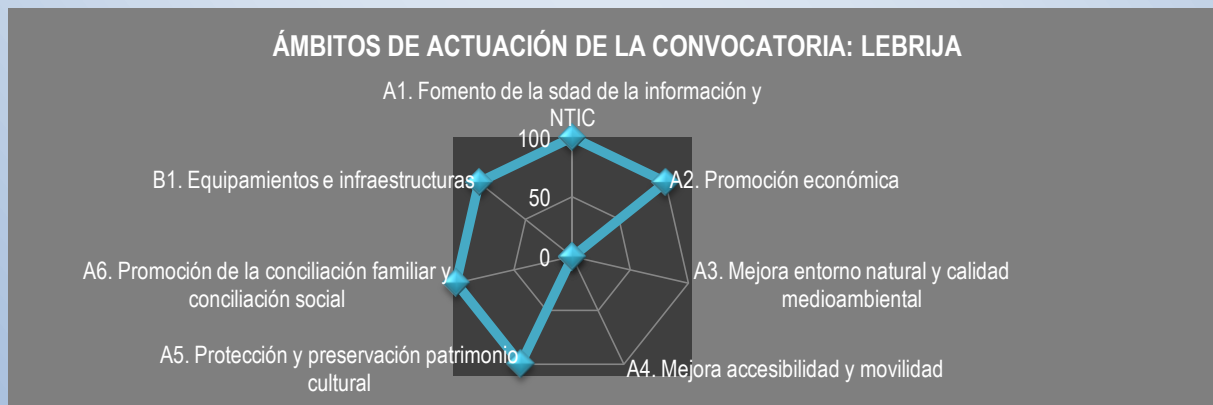 ÁMBITOS DE ACTUACIÓN DE LA CONVOCATORIA: LEBRIJA
A1. Fomento de la sdad de la información y
NTIC
100
B1. Equipamientos e infraestructuras
A2. Promoción económica
50
0
A6. Promoción de la conciliación familiar y
conciliación social
A3. Mejora entorno natural y calidad
medioambiental
A5. Protección y preservación patrimonio
cultural
A4. Mejora accesibilidad y movilidad